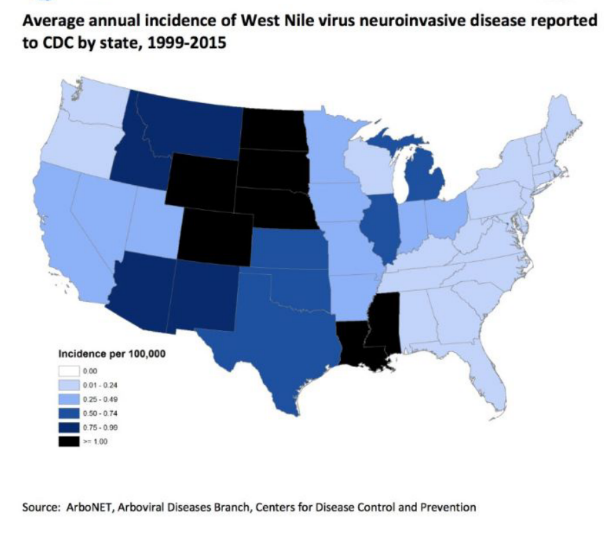 Average annual incidence of West Nile virus neuroinvasive disease reported
to CDC by state, 1999-2015
Incidence per 100,000
0.00
0.01 - 0.24
0.25 - 0.49
0.50 - 0.74
0.75 - 0.99
>= 1.00
Source: ArboNET, Arboviral Diseases Branch, Centers for Disease Control and Prevention